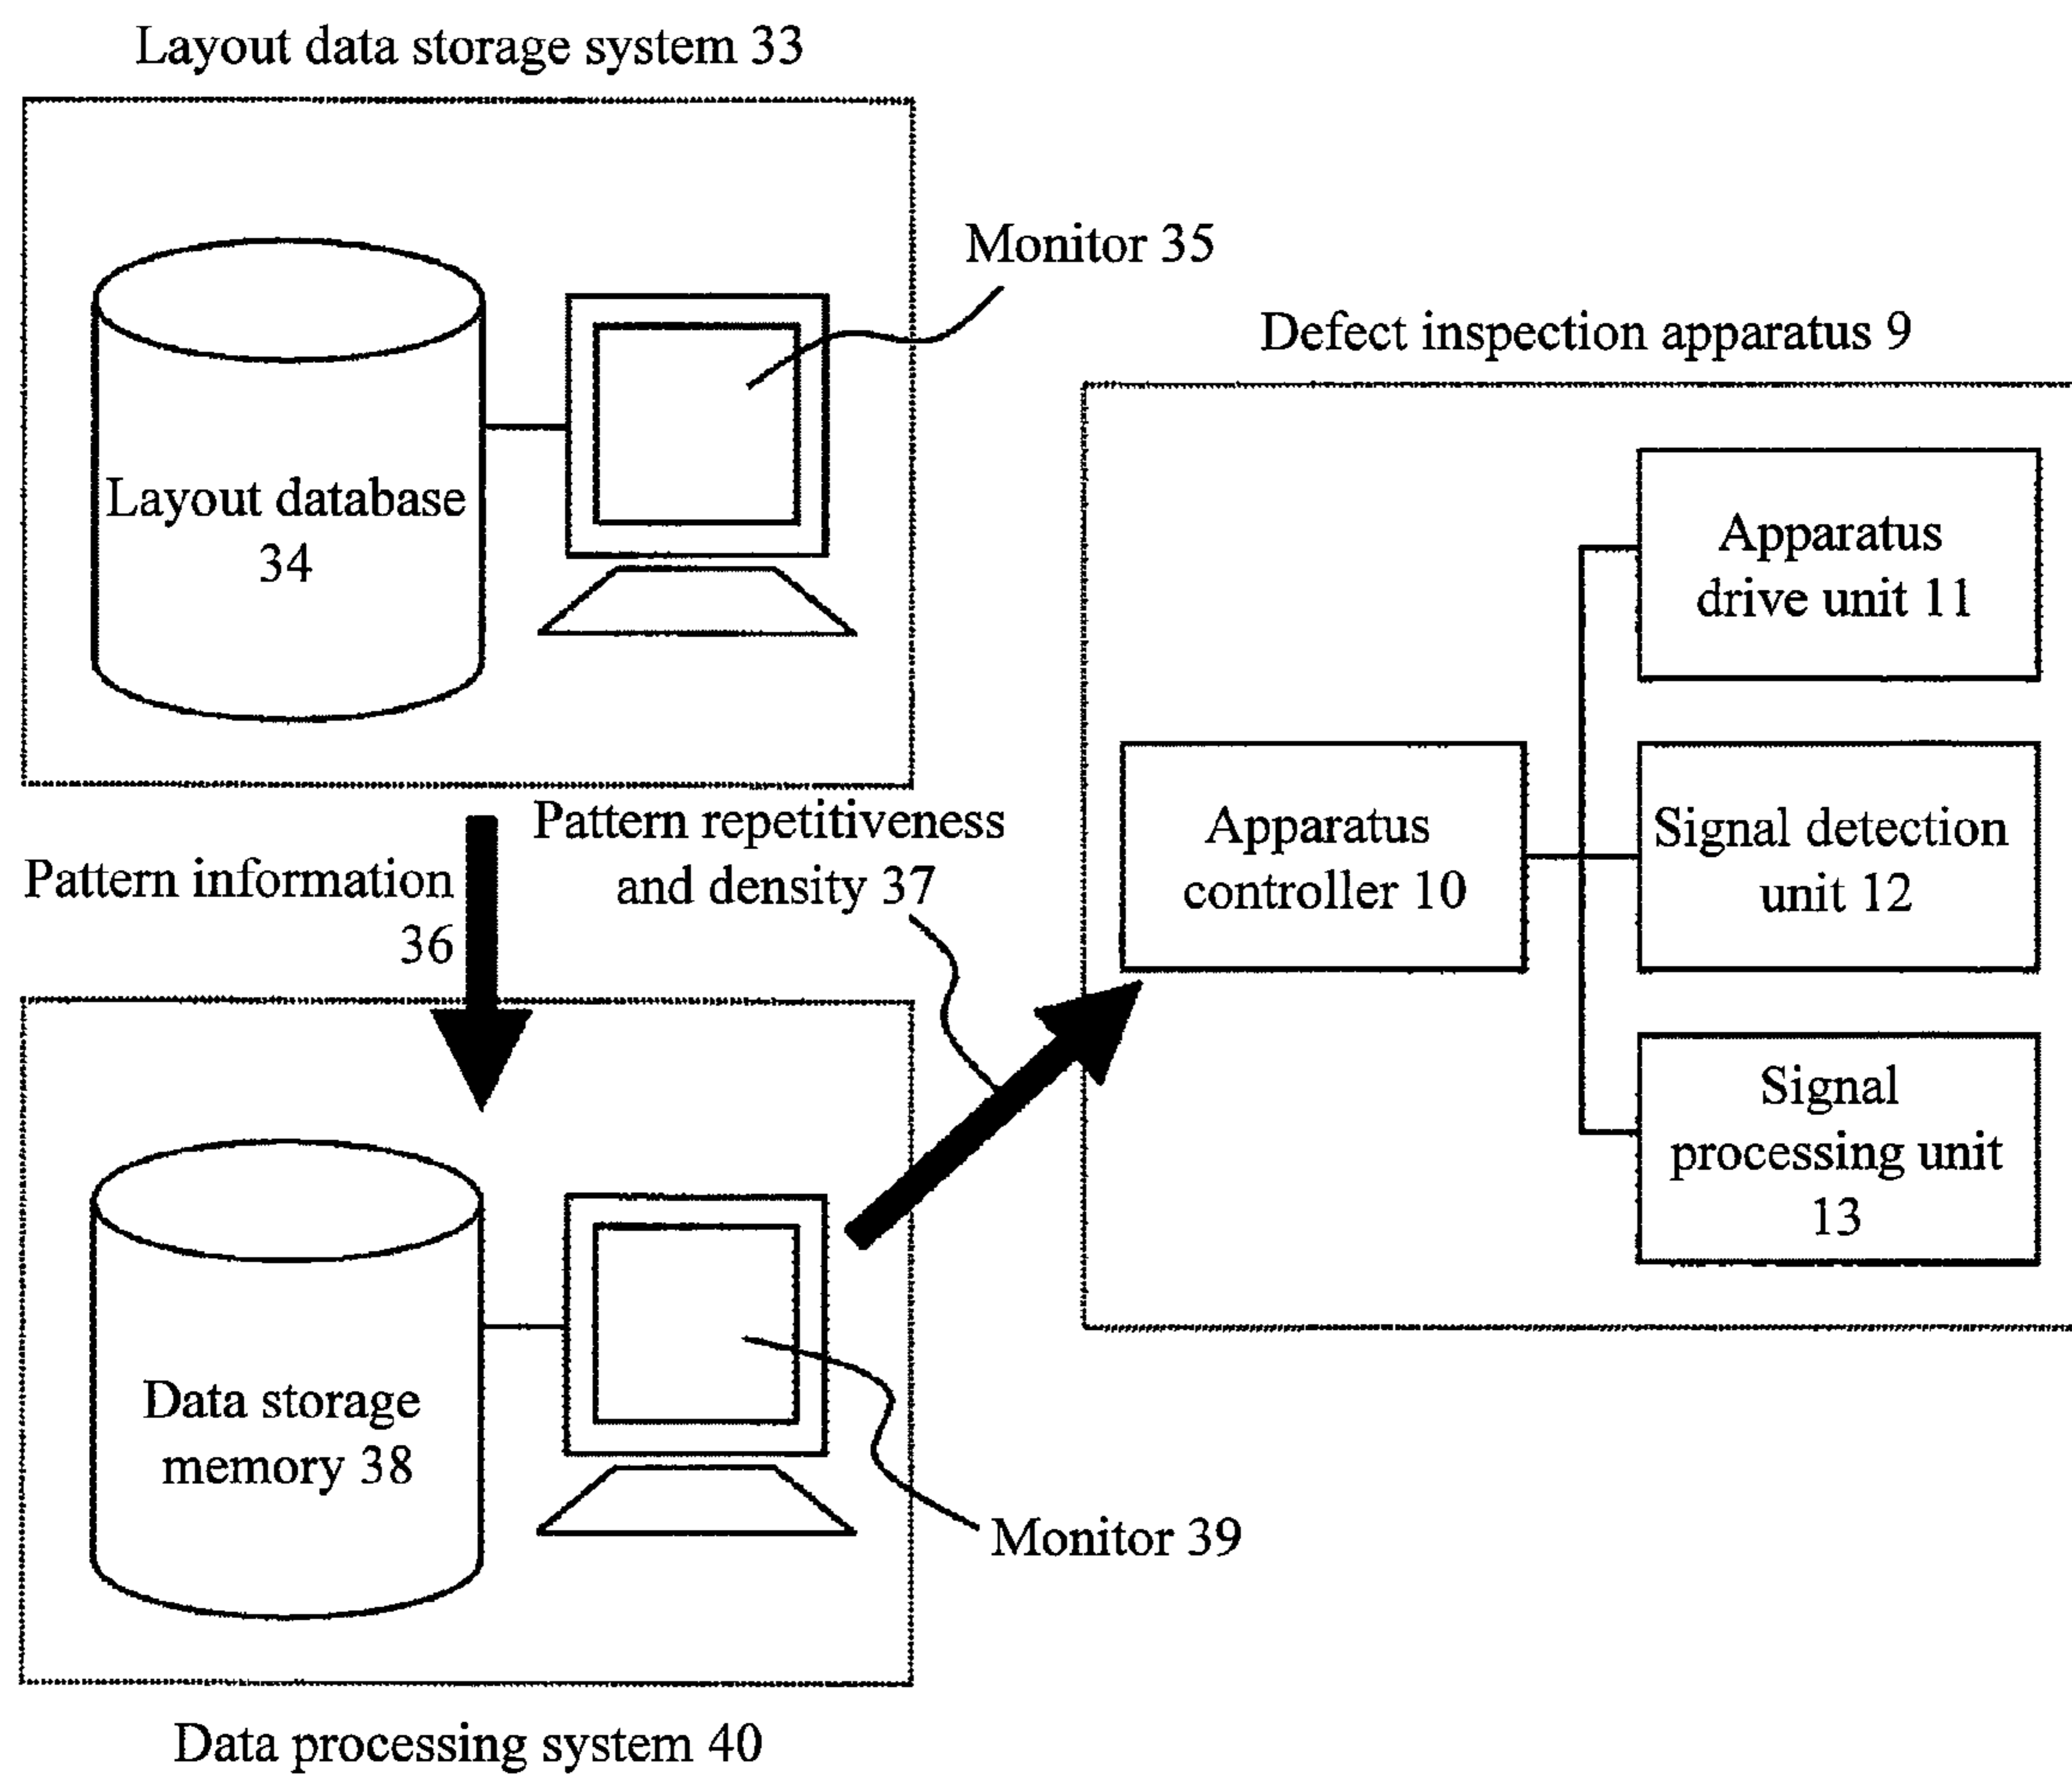 Layout data storage system 33
Monitor 35
Layout database
34
Defect inspection apparatus 9
Apparatus
drive unit 11
Apparatus
controller 10
Signal detection
unit 12
Signal
processing unit
13
Pattern information
36
Pattern repetitiveness
and density 37
Data storage
memory 38
Monitor 39
Data processing system 40